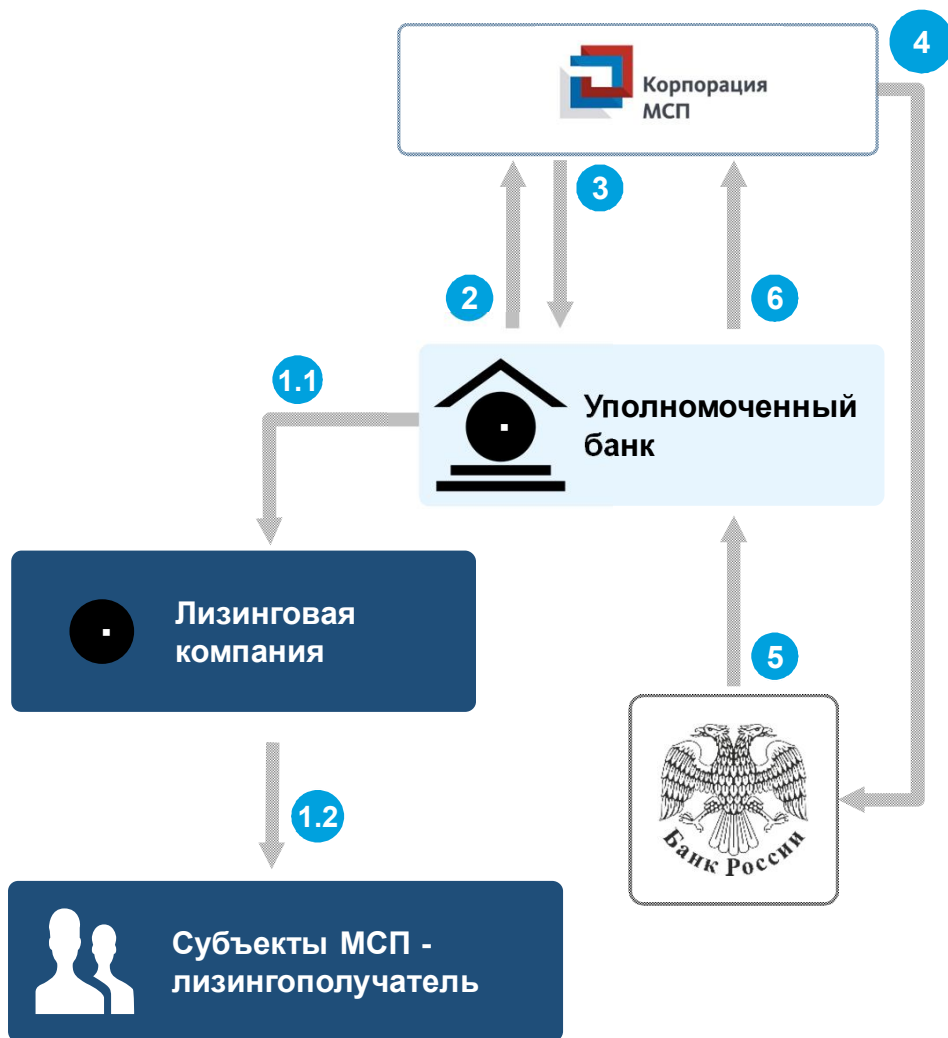 4
Корпорация
МСП
3
2
6
1.1
Уполномоченный
банк
Лизинговая
компания
5
Банк России
1.2
Субъекты МСП -
лизингополучатель